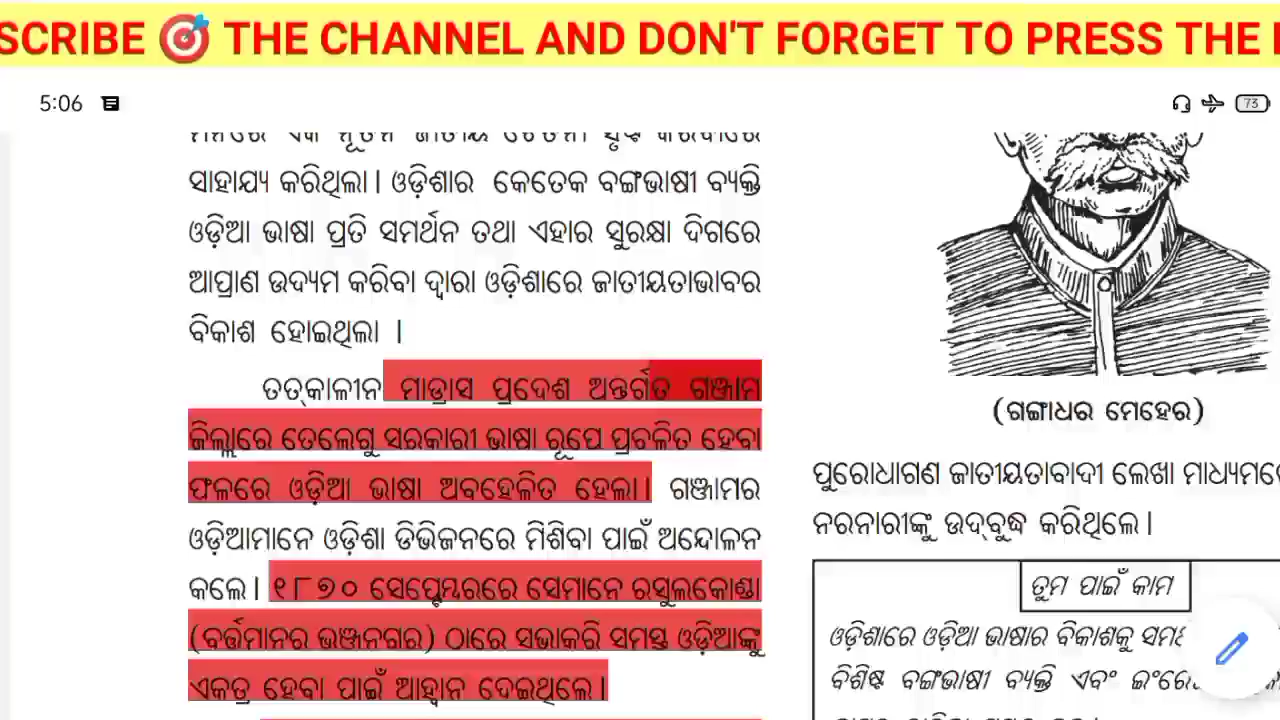 SCRIBE 🎯 THE CHANNEL AND DON'T FORGET TO PRESS THE
5:06
73
ସାହାଯ୍ୟ କରିଥିଲା । ଓଡ଼ିଶାର କେତେକ ବଙ୍ଗଭାଷୀ ବ୍ୟକ୍ତି
ଓଡ଼ିଆ ଭାଷା ପ୍ରତି ସମର୍ଥନ ତଥା ଏହାର ସୁରକ୍ଷା ଦିଗରେ
ଆପ୍ରାଣ ଉଦ୍ୟମ କରିବା ଦ୍ୱାରା ଓଡ଼ିଶାରେ ଜାତୀୟତାଭାବର
ବିକାଶ ହୋଇଥିଲା ।
ତତ୍କାଳୀନ ମାଡ୍ରାସ ପ୍ରଦେଶ ଅନ୍ତର୍ଗତ ଗଞ୍ଜାମ
ଜିଲ୍ଲାରେ ତେଲେଗୁ ସରକାରୀ ଭାଷା ରୂପେ ପ୍ରଚଳିତ ହେବା
ଫଳରେ ଓଡ଼ିଆ ଭାଷା ଅବହେଳିତ ହେଲା । ଗଞ୍ଜାମର
ଓଡ଼ିଆମାନେ ଓଡ଼ିଶା ଡିଭିଜନରେ ମିଶିବା ପାଇଁ ଅନ୍ଦୋଳନ
କଲେ । ୧୮୭୦ ସେପ୍ଟେମ୍ବରରେ ସେମାନେ ରସୁଲକୋଣ୍ଡା
(ବର୍ତ୍ତମାନର ଭଞ୍ଜନଗର) ଠାରେ ସଭାକରି ସମସ୍ତ ଓଡ଼ିଆଙ୍କୁ
ଏକତ୍ର ହେବା ପାଇଁ ଆହ୍ୱାନ ଦେଇଥିଲେ ।
(ଗଙ୍ଗାଧର ମେହେର)
ପୁରୋଧାଗଣ ଜାତୀୟତାବାଦୀ ଲେଖା
ନରନାରୀଙ୍କୁ ଉଦ୍‌ବୁଦ୍ଧ କରିଥିଲେ ।
ତୁମ ପାଇଁ କାମ
ଓଡ଼ିଶାରେ ଓଡ଼ିଆ ଭାଷାର ବିକାଶକୁ
ବିଶିଷ୍ଟ ବଙ୍ଗଭାଷୀ ବ୍ୟକ୍ତି ଏବଂ